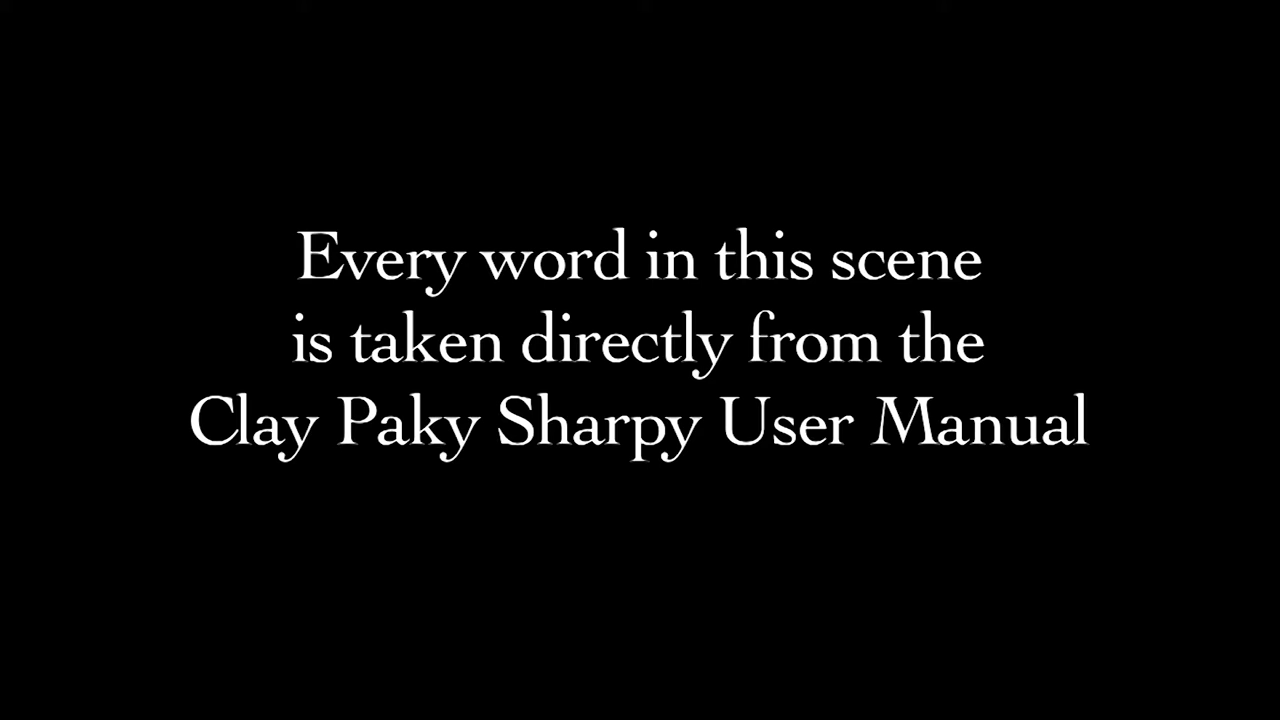 Every word in this scene
is taken directly from the
Clay Paky Sharpy User Manual